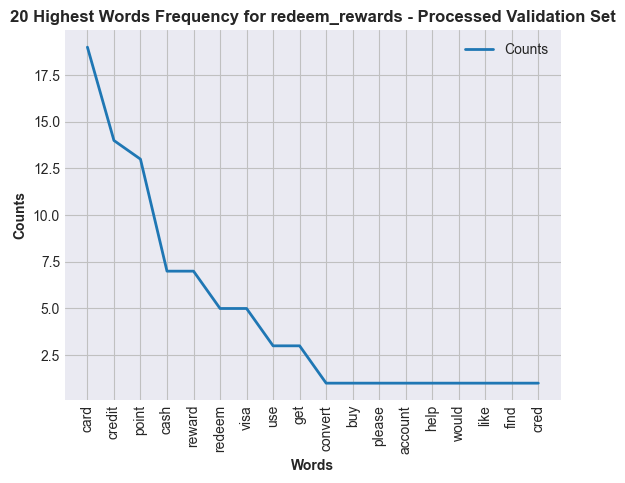 20 Highest Words Frequency for redeem_rewards - Processed Validation Set
Counts
17.5
15.0
12.5
10.0
7.5
5.0
2.5
Counts
card
credit
point
cash
reward
redeem
visa
use
get
convert
buy
please
account
help
would
like
find
cred
Words